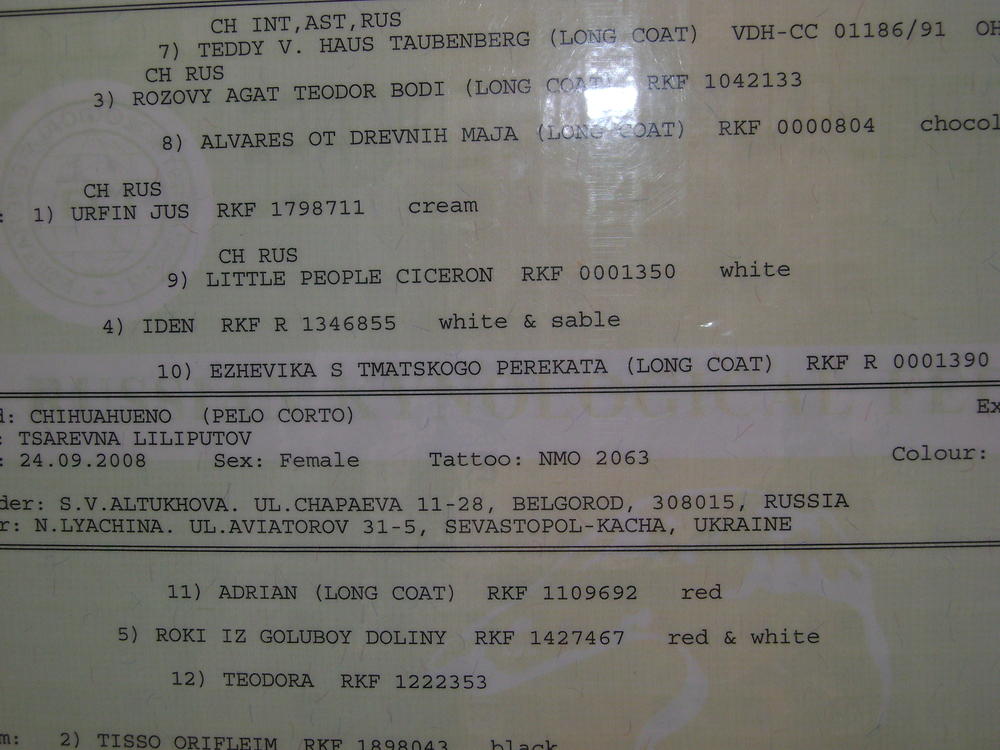 CH INT,AST,RUS
7) TEDDY V. HAUS TAUBENBERG (LONG COAT) VDH-CC 01186/91 OH
CH RUS
3) ROZOVY AGAT TEODOR BODI (LONG COAT) RKF 1042133
8) ALVARES OT DREVNIH MAJA (LONG COAT) RKF 0000804 chocol
CH RUS
: 1) URFIN JUS RKF 1798711 cream
CH RUS
9) LITTLE PEOPLE CICERON RKF 0001350 white
4) IDEN RKF R 1346855 white & sable
10) EZHEVIKA S TMATSKOGO PEREKATA (LONG COAT) RKF R 0001390
d: CHIHUAHUENO (PELO CORTO) Ex
: TSAREVNA LILIPUTOV
: 24.09.2008 Sex: Female Tattoo: NMO 2063 Colour:
der: S.V.ALTUKHOVA. UL.CHAPAEVA 11-28, BELGOROD, 308015, RUSSIA
r: N.LYACHINA. UL.AVIATOROV 31-5, SEVASTOPOL-KACHA, UKRAINE
11) ADRIAN (LONG COAT) RKF 1109692 red
5) ROKI IZ GOLUBOY DOLINY RKF 1427467 red & white
12) TEODORA RKF 1222353
m: 2) TISSO ORIFLEIM RKF 1898043 black